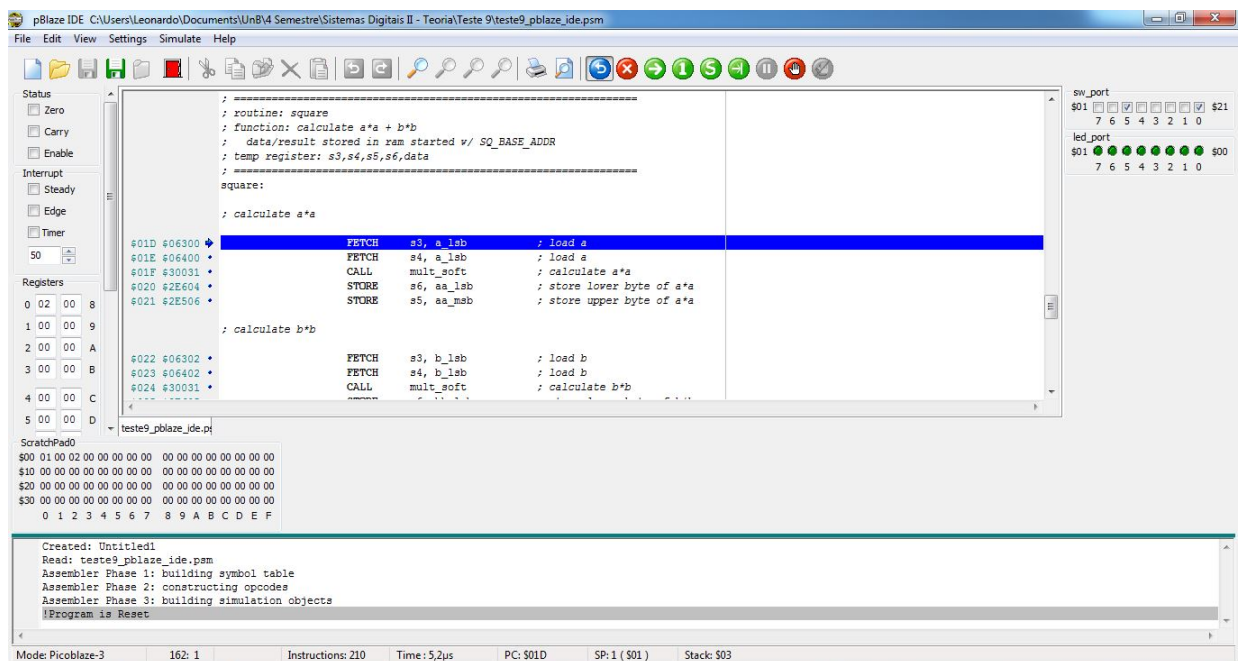 pBlaze IDE C:\Users\Leonardo\Documents\UnB\4 Semestre\Sistemas Digitais II - Teoria\Teste 9\teste9_pblaze_ide.psm
File Edit View Settings Simulate Help
Status
Zero
Carry
Enable
Interrupt
Steady
Edge
Timer
50
Registers
0 02 00 8
1 00 00 9
2 00 00 A
3 00 00 B
4 00 00 C
5 00 00 D
; ================================================================
; routine: square
; function: calculate a*a + b*b
; data/result stored in ram started w/ SQ_BASE_ADDR
; temp register: s3,s4,s5,s6,data
; ================================================================
square:
; calculate a*a
$01D $06300 FETCH s3, a_lsb ; load a
$01E $06400 FETCH s4, a_lsb ; load a
$01F $30031 CALL mult_soft ; calculate a*a
$020 $2E604 STORE s6, aa_lsb ; store lower byte of a*a
$021 $2E506 STORE s5, aa_msb ; store upper byte of a*a
; calculate b*b
$022 $06302 FETCH s3, b_lsb ; load b
$023 $06402 FETCH s4, b_lsb ; load b
$024 $30031 CALL mult_soft ; calculate b*b
teste9_pblaze_ide.p
sw_port
$01 $21
7 6 5 4 3 2 1 0
led_port
$01 $00
7 6 5 4 3 2 1 0
ScratchPad0
$00 01 00 02 00 00 00 00 00 00 00 00 00 00 00 00 00
$10 00 00 00 00 00 00 00 00 00 00 00 00 00 00 00 00
$20 00 00 00 00 00 00 00 00 00 00 00 00 00 00 00 00
$30 00 00 00 00 00 00 00 00 00 00 00 00 00 00 00 00
0 1 2 3 4 5 6 7 8 9 A B C D E F
Created: Untitled1
Read: teste9_pblaze_ide.psm
Assembler Phase 1: building symbol table
Assembler Phase 2: constructing opcodes
Assembler Phase 3: building simulation objects
!Program is Reset
Mode: Picoblaze-3 162: 1 Instructions: 210 Time : 5,2µs PC: $01D SP: 1 ( $01 ) Stack: $03